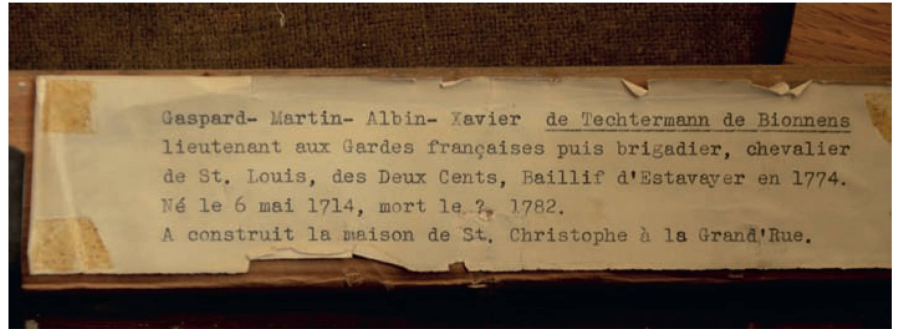 Gaspard- Martin- Albin- Xavier de Techtermann de Bionnens
lieutenant aux Gardes françaises puis brigadier, chevalier
de St. Louis, des Deux Cents, Baillif d'Estavayer en 1774.
Né le 6 mai 1714, mort le ?. 1782.
A construit la maison de St. Christophe à la Grand'Rue.